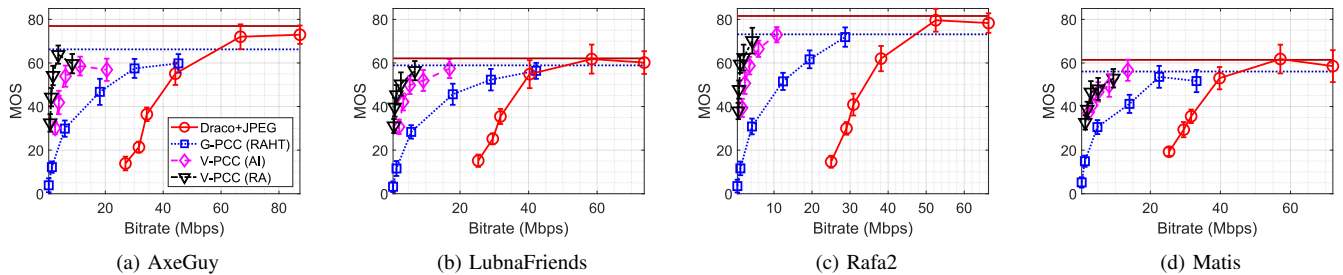 MOS
80
60
40
20
0
0 20 40 60 80
Bitrate (Mbps)
Draco+JPEG
G-PCC (RAHT)
V-PCC (AI)
V-PCC (RA)
(a) AxeGuy
MOS
80
60
40
20
0
0 20 40 60
Bitrate (Mbps)
(b) LubnaFriends
MOS
80
60
40
20
0
10 20 30 40 50 60
Bitrate (Mbps)
(c) Rafa2
MOS
80
60
40
20
0
0 20 40 60
Bitrate (Mbps)
(d) Matis